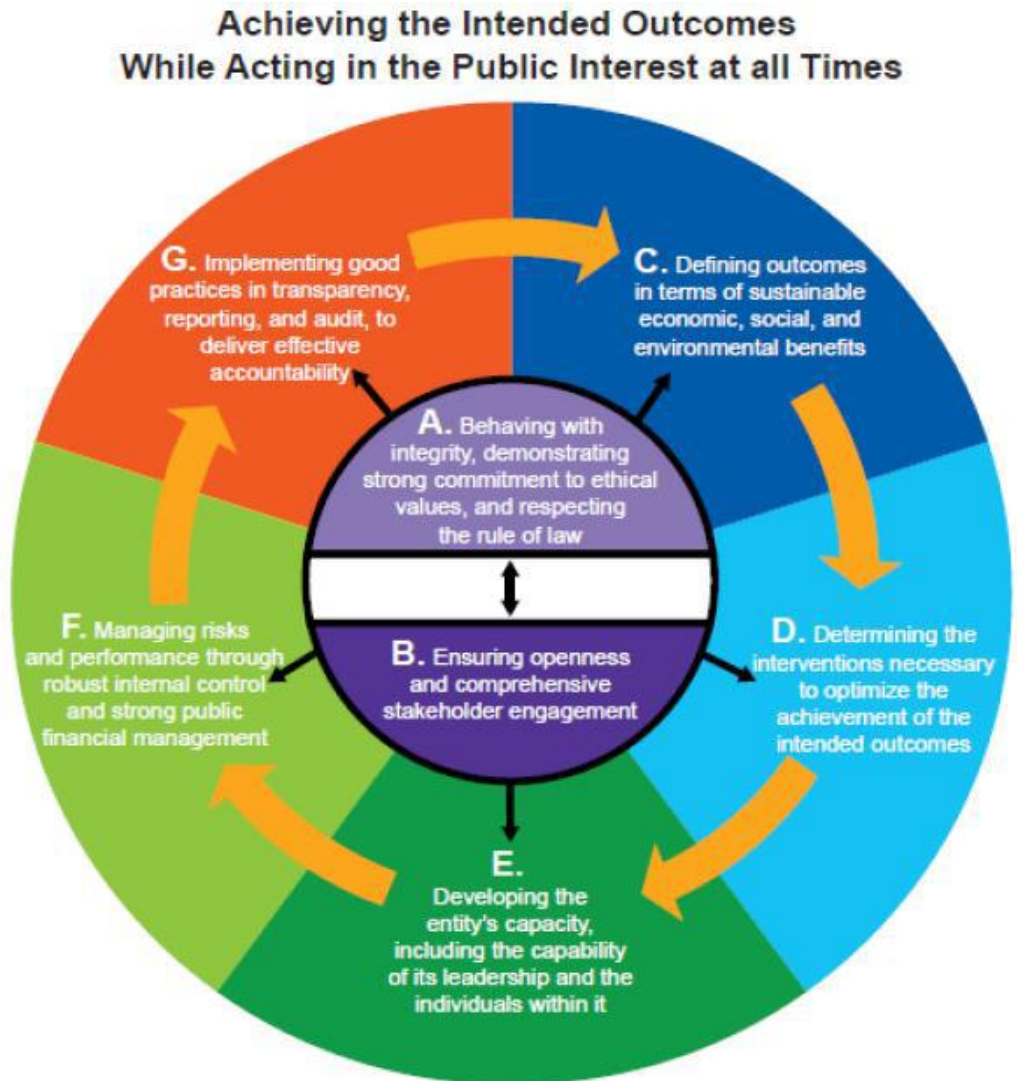 Achieving the Intended Outcomes
While Acting in the Public Interest at all Times
G. Implementing good
practices in transparency,
reporting, and audit, to
deliver effective
accountability
C. Defining outcomes
in terms of sustainable
economic, social, and
environmental benefits
A. Behaving with
integrity, demonstrating
strong commitment to ethical
values, and respecting
the rule of law
B. Ensuring openness
and comprehensive
stakeholder engagement
D. Determining the
interventions necessary
to optimize the
achievement of the
intended outcomes
E.
Developing the
entity's capacity,
including the capability
of its leadership and the
individuals within it
F. Managing risks
and performance through
robust internal control
and strong public
financial management